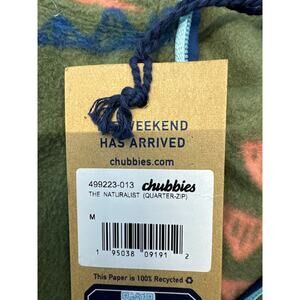 WEEKEND
HAS ARRIVED
chubbies.com
499223-013 chubbies
THE NATURALIST (QUARTER-ZIP)
M
1 95038 09191 2
This Paper is 100% Recycled